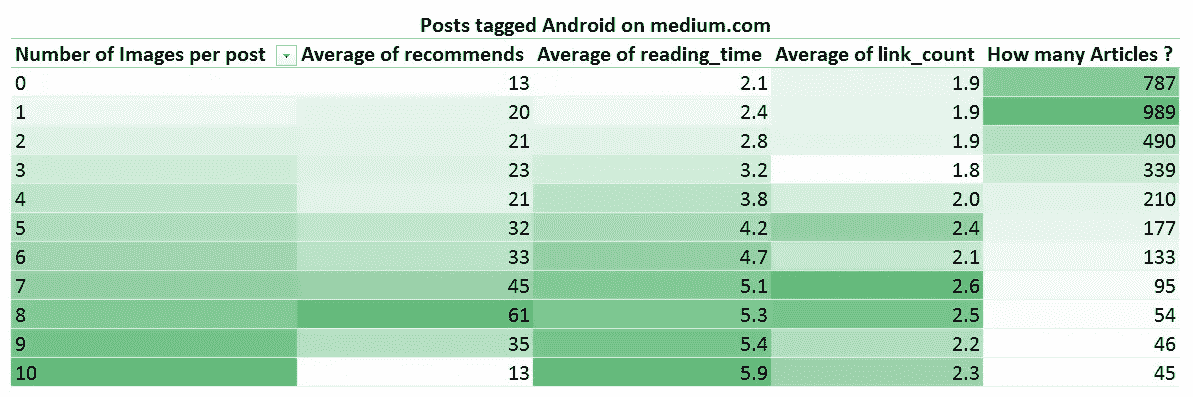 Posts tagged Android on medium.com
Number of Images per post Average of recommends Average of reading_time Average of link_count How many Articles ?
0 13 2.1 1.9 787
1 20 2.4 1.9 989
2 21 2.8 1.9 490
3 23 3.2 1.8 339
4 21 3.8 2.0 210
5 32 4.2 2.4 177
6 33 4.7 2.1 133
7 45 5.1 2.6 95
8 61 5.3 2.5 54
9 35 5.4 2.2 46
10 13 5.9 2.3 45